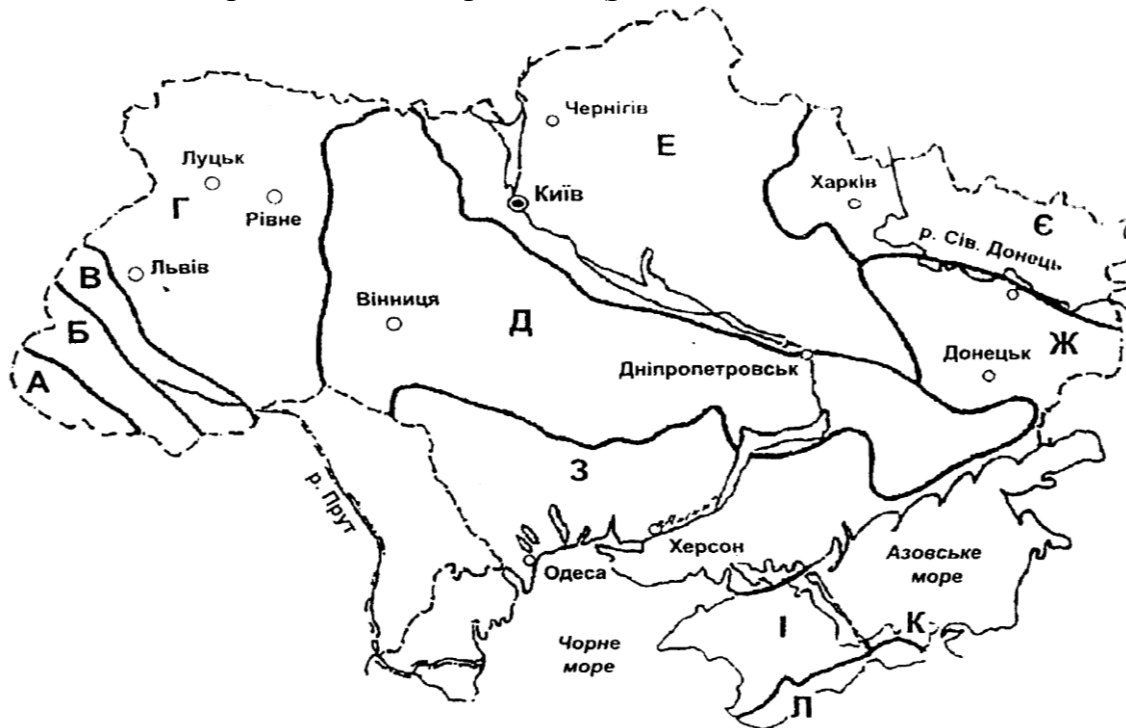 Чернігів
Е
Луцьк
Г
Рівне
Київ
Харків
Є
р. Сів. Донець
В
Львів
Б
Вінниця
Д
А
Ж
Донецьк
Дніпропетровськ
З
р. Прут
Херсон
Одеса
Азовське
море
І
К
Чорне
море
Л